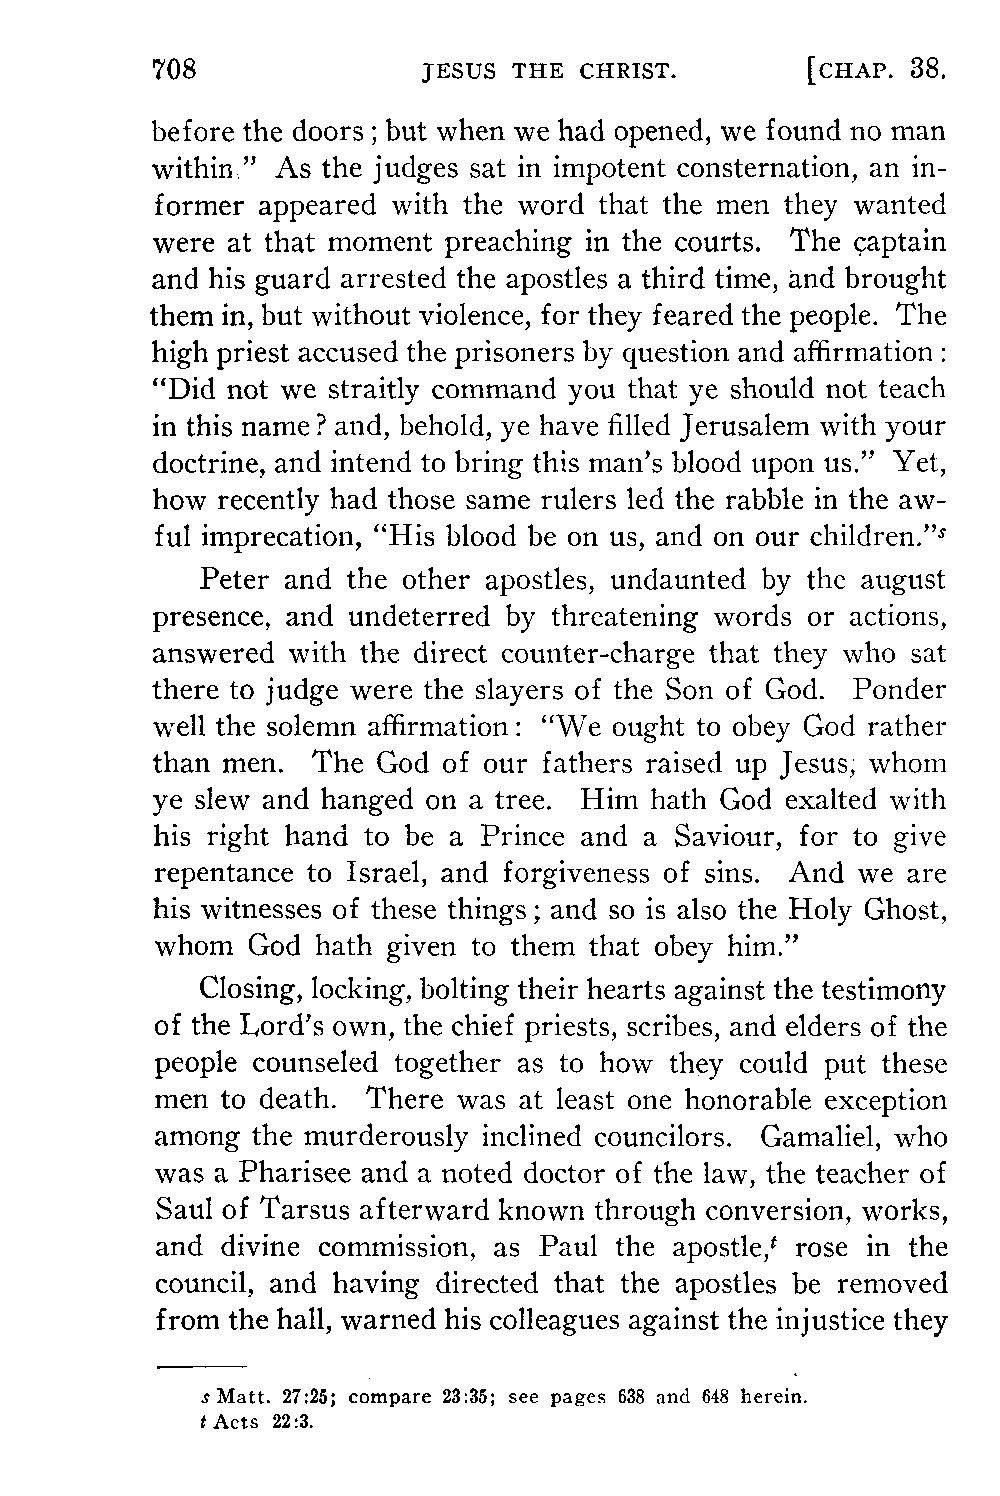 708 JESUS THE CHRIST. [CHAP. 38.
before the doors; but when we had opened, we found no man
within." As the judges sat in impotent consternation, an in-
former appeared with the word that the men they wanted
were at that moment preaching in the courts. The captain
and his guard arrested the apostles a third time, and brought
them in, but without violence, for they feared the people. The
high priest accused the prisoners by question and affirmation:
"Did not we straitly command you that ye should not teach
in this name? and, behold, ye have filled Jerusalem with your
doctrine, and intend to bring this man's blood upon us." Yet,
how recently had those same rulers led the rabble in the aw-
ful imprecation, "His blood be on us, and on our children."s
Peter and the other apostles, undaunted by the august
presence, and undeterred by threatening words or actions,
answered with the direct counter-charge that they who sat
there to judge were the slayers of the Son of God. Ponder
well the solemn affirmation: "We ought to obey God rather
than men. The God of our fathers raised up Jesus, whom
ye slew and hanged on a tree. Him hath God exalted with
his right hand to be a Prince and a Saviour, for to give
repentance to Israel, and forgiveness of sins. And we are
his witnesses of these things; and so is also the Holy Ghost,
whom God hath given to them that obey him."
Closing, locking, bolting their hearts against the testimony
of the Lord's own, the chief priests, scribes, and elders of the
people counseled together as to how they could put these
men to death. There was at least one honorable exception
among the murderously inclined councilors. Gamaliel, who
was a Pharisee and a noted doctor of the law, the teacher of
Saul of Tarsus afterward known through conversion, works,
and divine commission, as Paul the apostle,t rose in the
council, and having directed that the apostles be removed
from the hall, warned his colleagues against the injustice they
s Matt. 27:25; compare 23:35; see pages 638 and 648 herein.
t Acts 22:3.